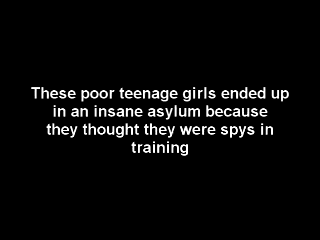 These poor teenage girls ended up
in an insane asylum because
they thought they were spys in
training